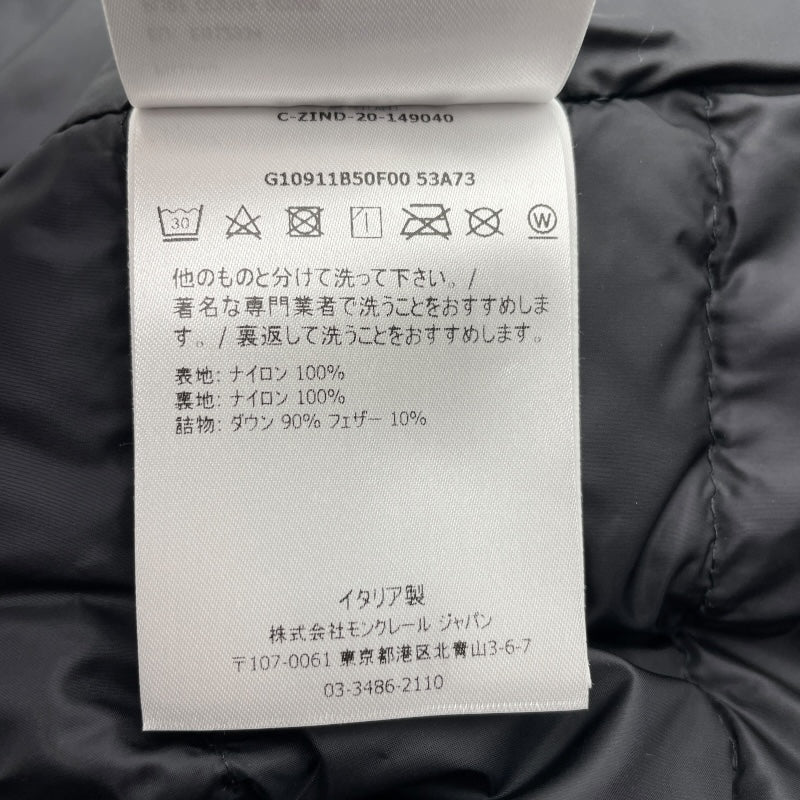 C-ZIND-20-149040
G10911B50F00 53A73
30
W
他のものと分けて洗って下さい。/
著名な専門業者で洗うことをおすすめしま
す。/ 裏返して洗うことをおすすめします。
表地: ナイロン 100%
裏地: ナイロン 100%
詰物: ダウン 90% フェザー 10%
イタリア製
株式会社モンクレール ジャパン
〒107-0061 東京都港区北青山3-6-7
03-3486-2110